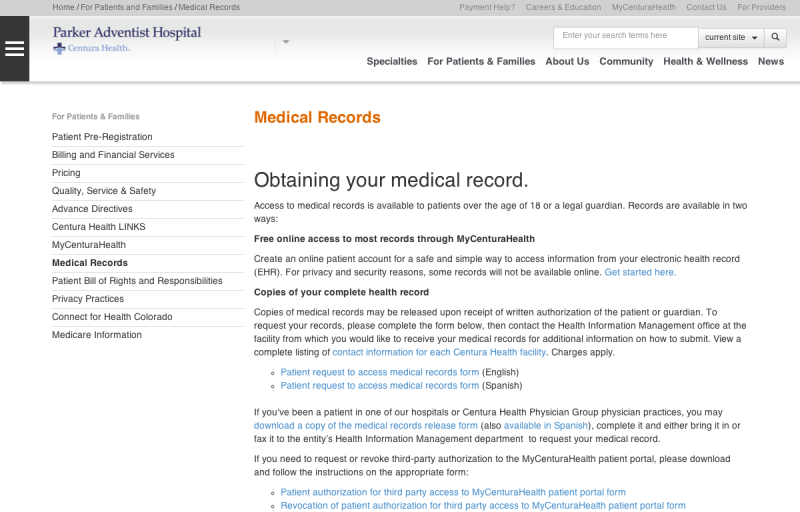 Home / For Patients and Families / Medical Records
Payment Help? Careers & Education MyCenturaHealth Contact Us For Providers
Parker Adventist Hospital
Centura Health.
Enter your search terms here
current site
Specialties For Patients & Families About Us Community Health & Wellness News
For Patients & Families
Patient Pre-Registration
Billing and Financial Services
Pricing
Quality, Service & Safety
Advance Directives
Centura Health LINKS
MyCenturaHealth
Medical Records
Patient Bill of Rights and Responsibilities
Privacy Practices
Connect for Health Colorado
Medicare Information
Medical Records
Obtaining your medical record.
Access to medical records is available to patients over the age of 18 or a legal guardian. Records are available in two
ways:
Free online access to most records through MyCenturaHealth
Create an online patient account for a safe and simple way to access information from your electronic health record
(EHR). For privacy and security reasons, some records will not be available online. Get started here.
Copies of your complete health record
Copies of medical records may be released upon receipt of written authorization of the patient or guardian. To
request your records, please complete the form below, then contact the Health Information Management office at the
facility from which you would like to receive your medical records for additional information on how to submit. View a
complete listing of contact information for each Centura Health facility. Charges apply.
Patient request to access medical records form (English)
Patient request to access medical records form (Spanish)
If you've been a patient in one of our hospitals or Centura Health Physician Group physician practices, you may
download a copy of the medical records release form (also available in Spanish), complete it and either bring it in or
fax it to the entity's Health Information Management department to request your medical record.
If you need to request or revoke third-party authorization to the MyCenturaHealth patient portal, please download
and follow the instructions on the appropriate form:
Patient authorization for third party access to MyCenturaHealth patient portal form
Revocation of patient authorization for third party access to MyCenturaHealth patient portal form